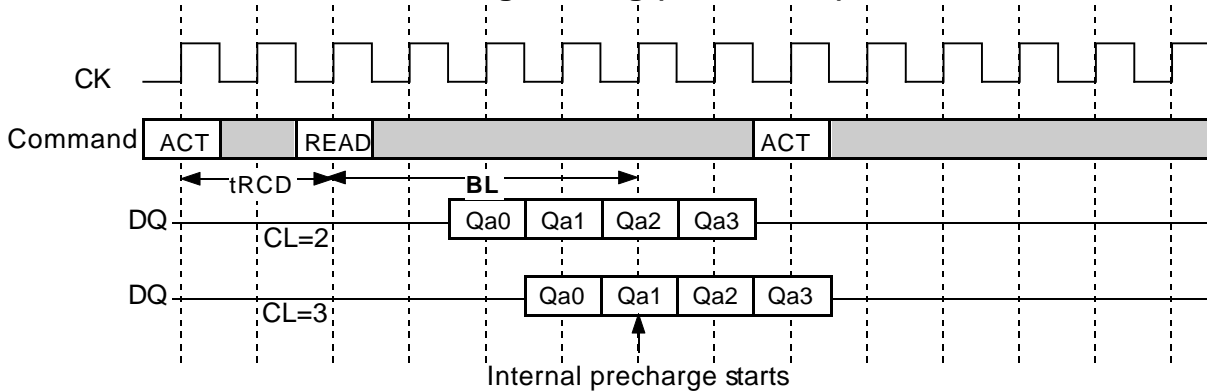 CK
Command ACT READ ACT
tRCD BL
DQ Qa0 Qa1 Qa2 Qa3
CL=2
DQ Qa0 Qa1 Qa2 Qa3
CL=3
Internal precharge starts